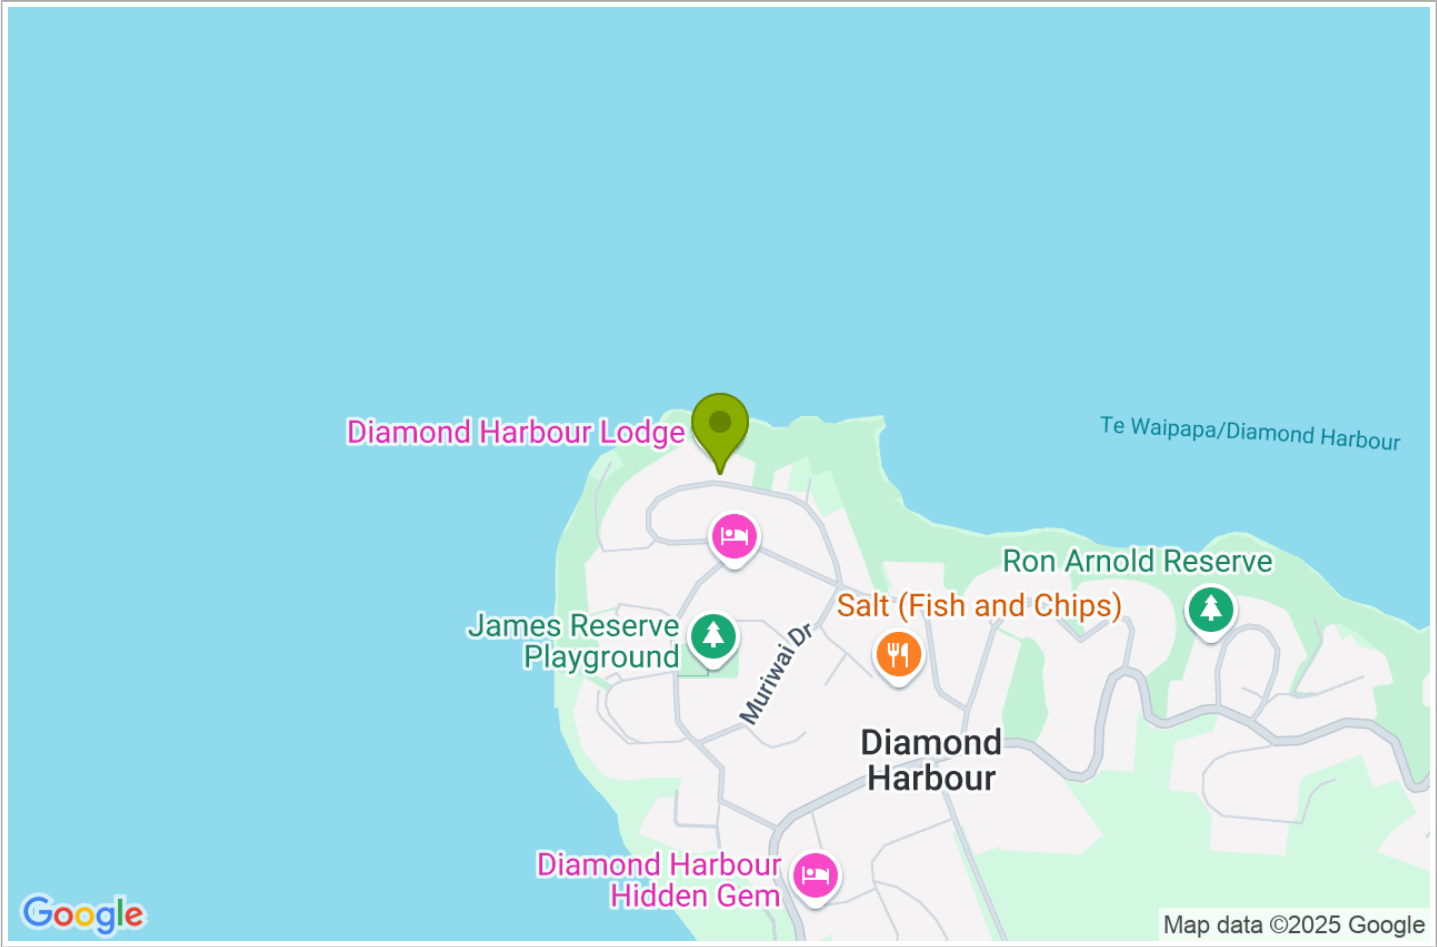 Diamond Harbour Lodge
Te Waipapa/Diamond Harbour
Ron Arnold Reserve
Salt (Fish and Chips)
James Reserve
Playground
Muriwai Dr
Diamond
Harbour
Diamond Harbour
Hidden Gem
Google
Map data ©2025 Google